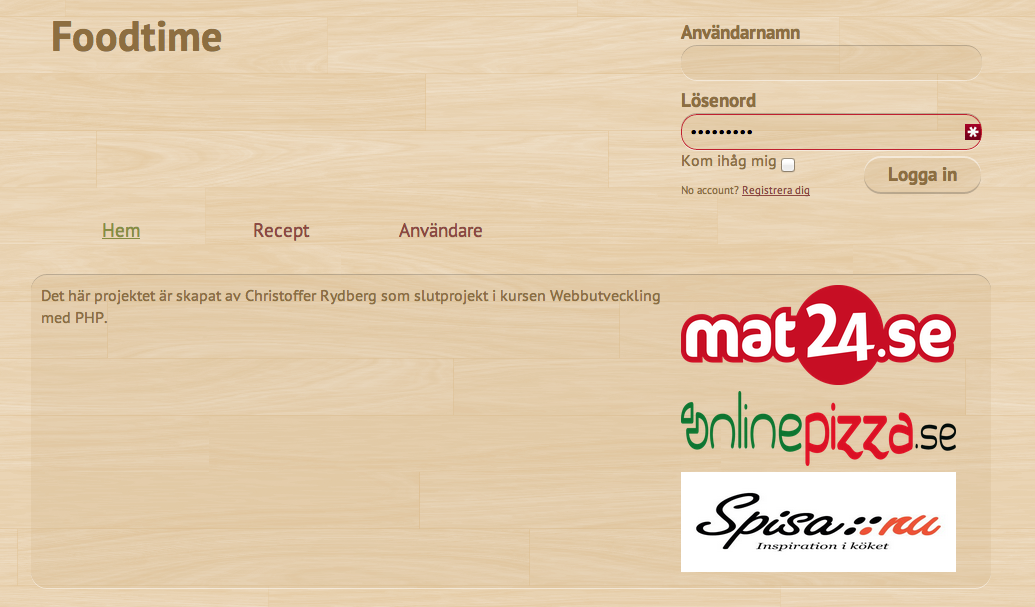 Foodtime
Användarnamn
Lösenord
•••••••••
Kom ihåg mig
Logga in
No account? Registrera dig
Hem Recept Användare
Det här projektet är skapat av Christoffer Rydberg som slutprojekt i kursen Webbutveckling
med PHP.
mat24.se
onlinepizza.se
Spisa::nu
Inspiration i köket